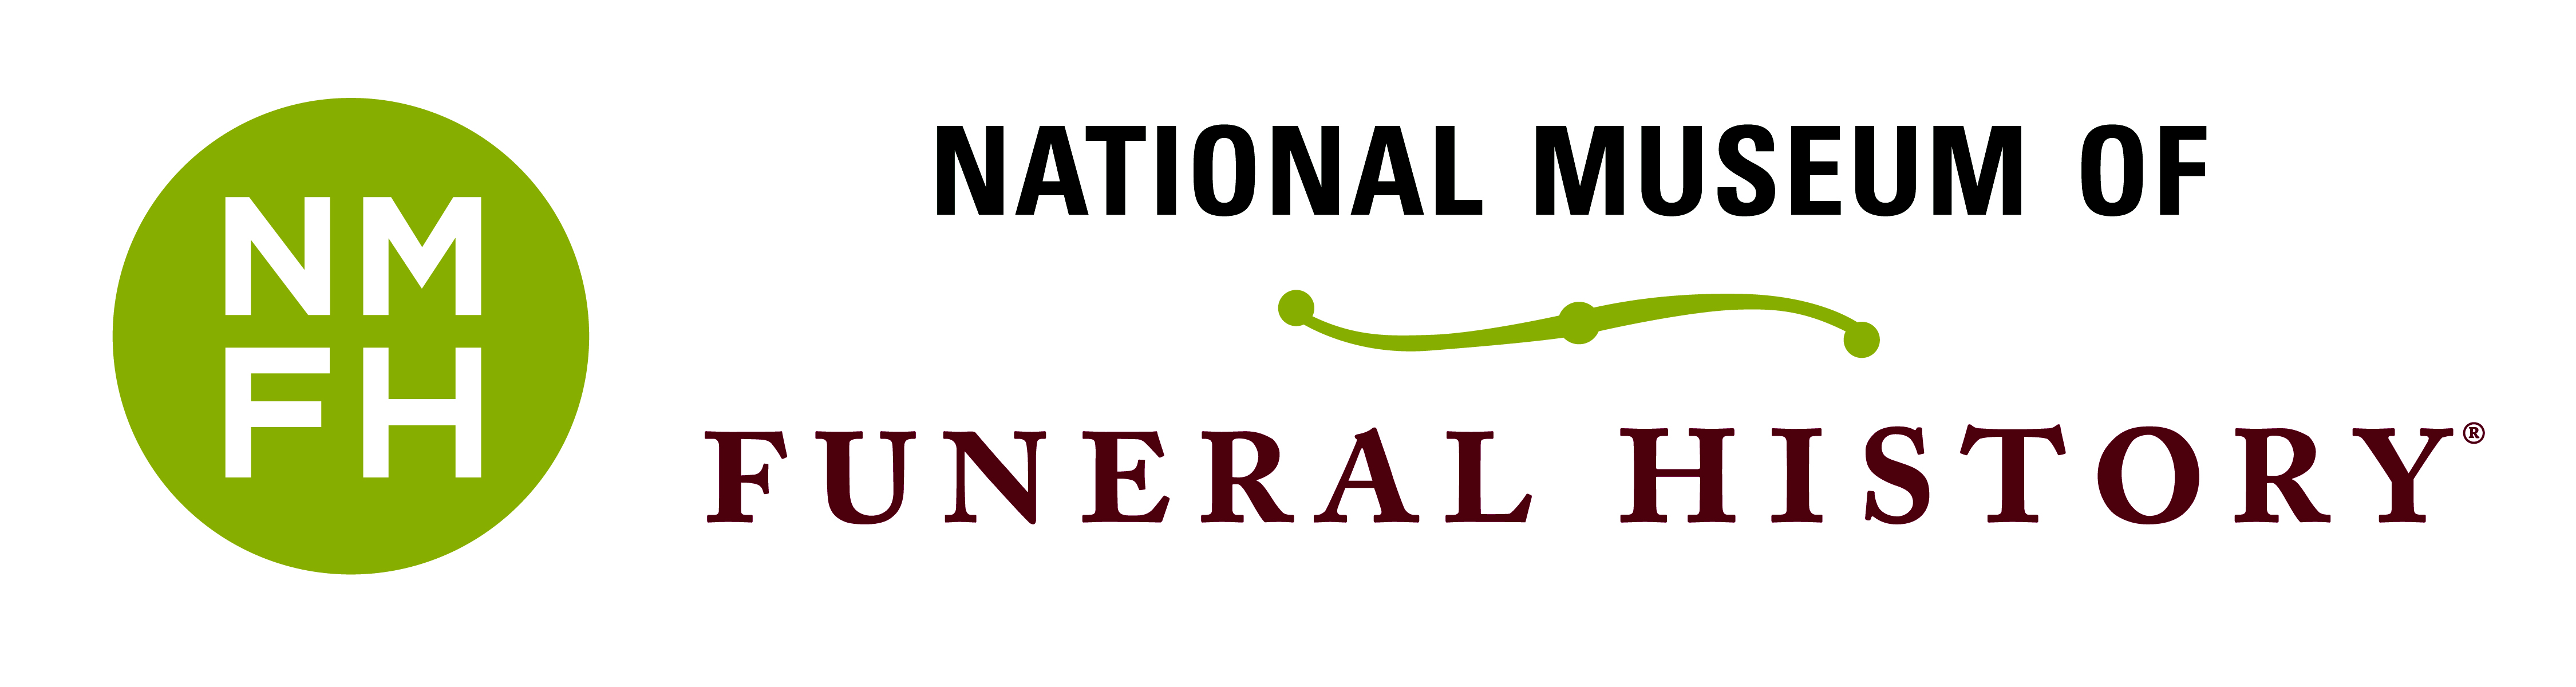 NM
FH
NATIONAL MUSEUM OF
FUNERAL HISTORY®